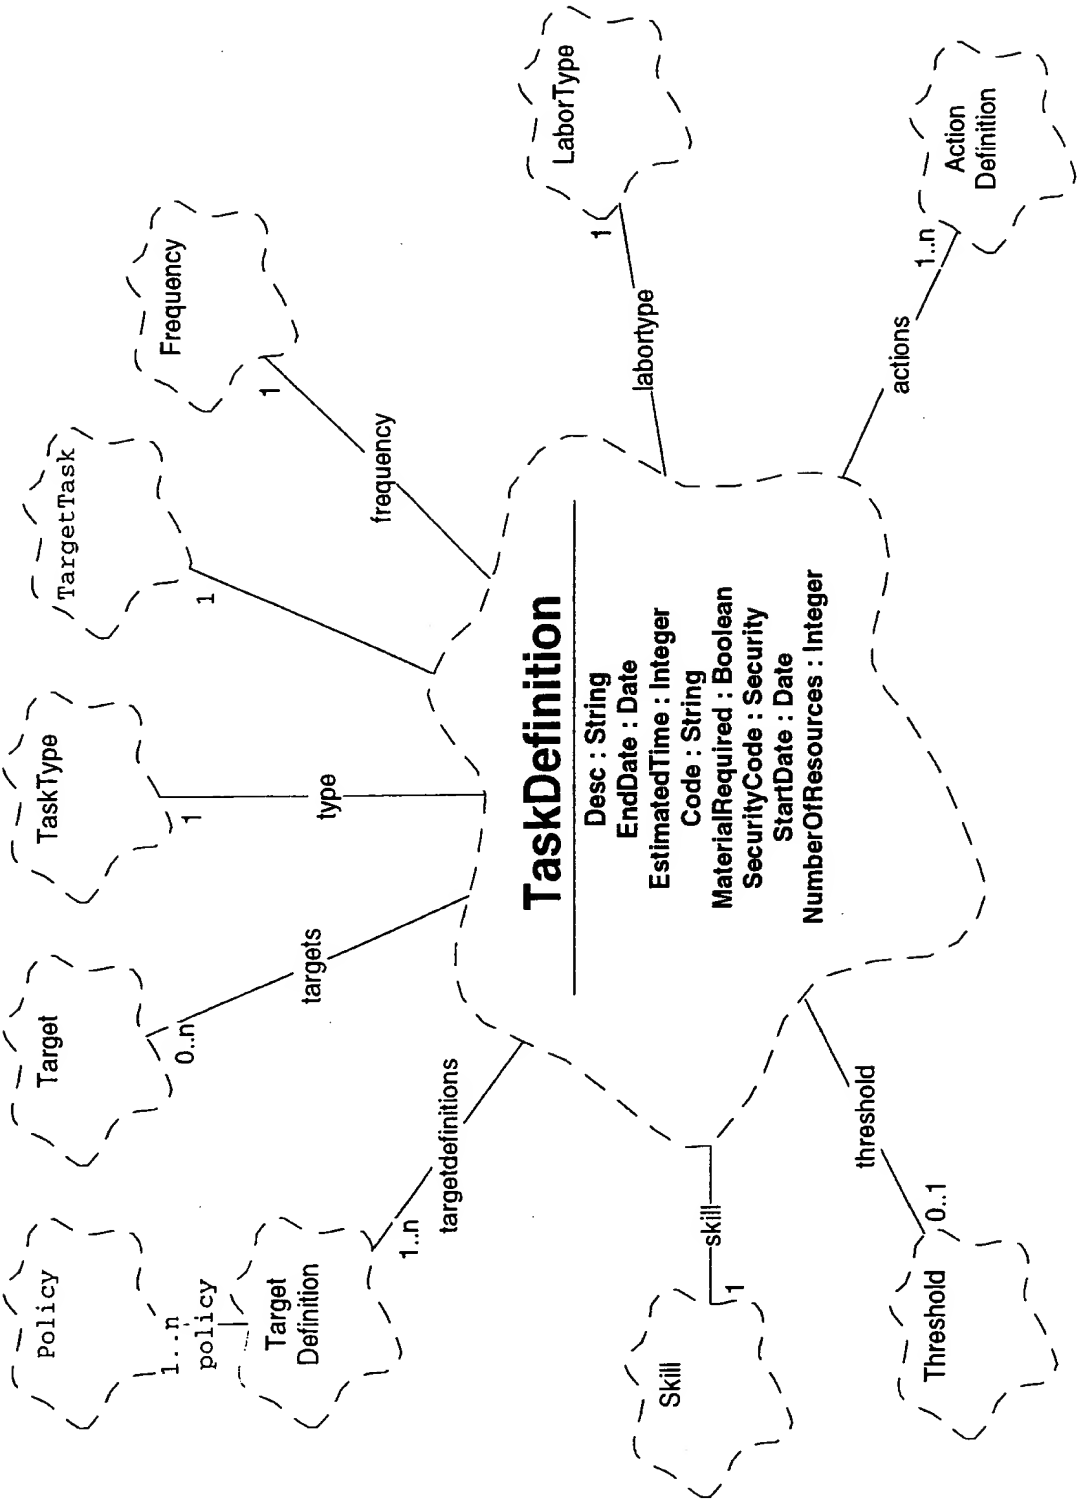 Policy
1...n
policy
Target
Definition
1..n
targetdefinitions
Target
0..n
targets
TaskType
1
type
TargetTask
1
Frequency
1
frequency
LaborType
1
labortype
Action
Definition
1..n
actions
TaskDefinition
Desc : String
EndDate : Date
EstimatedTime : Integer
Code : String
MaterialRequired : Boolean
SecurityCode : Security
StartDate : Date
NumberOfResources : Integer
Skill
1
skill
Threshold
0..1
threshold